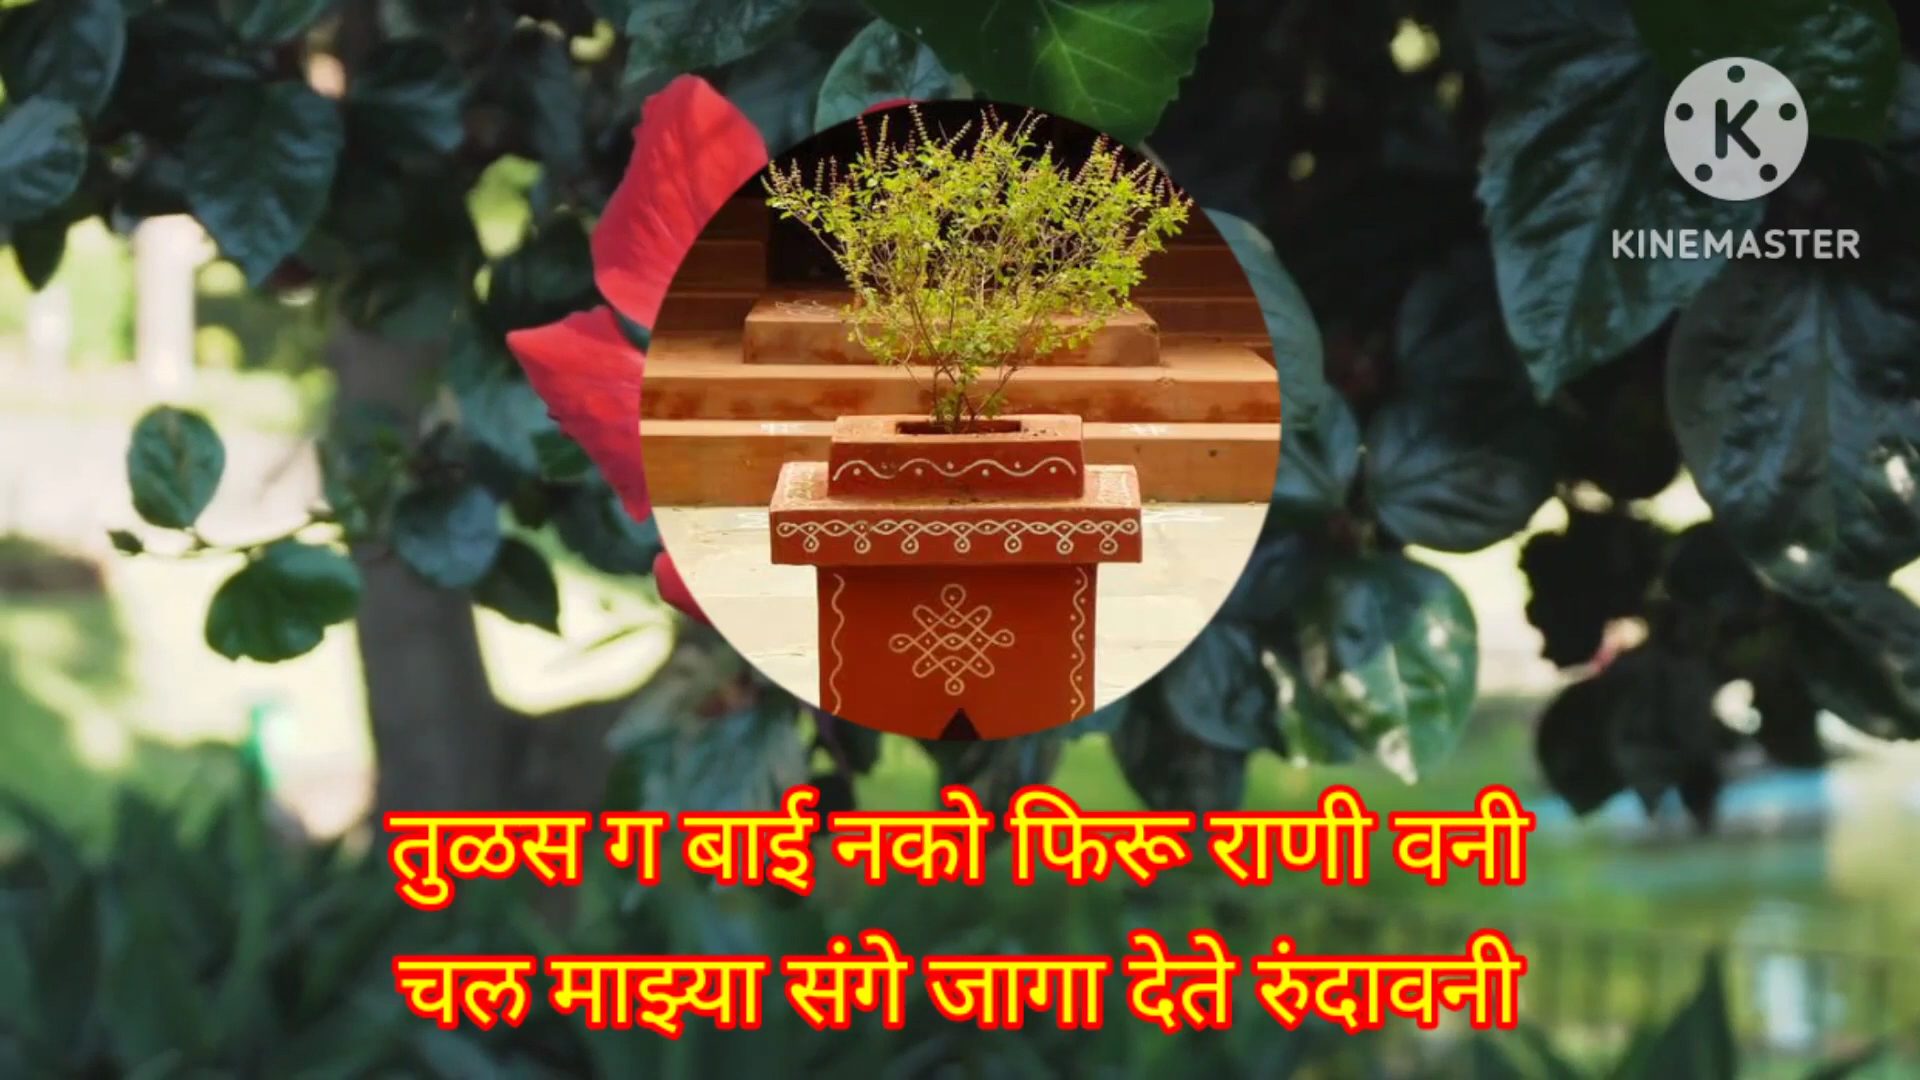 K
KINEMASTER
तुळस ग बाई नको फिरू राणी वनी
चल माझ्या संगे जागा देते रुंदावनी